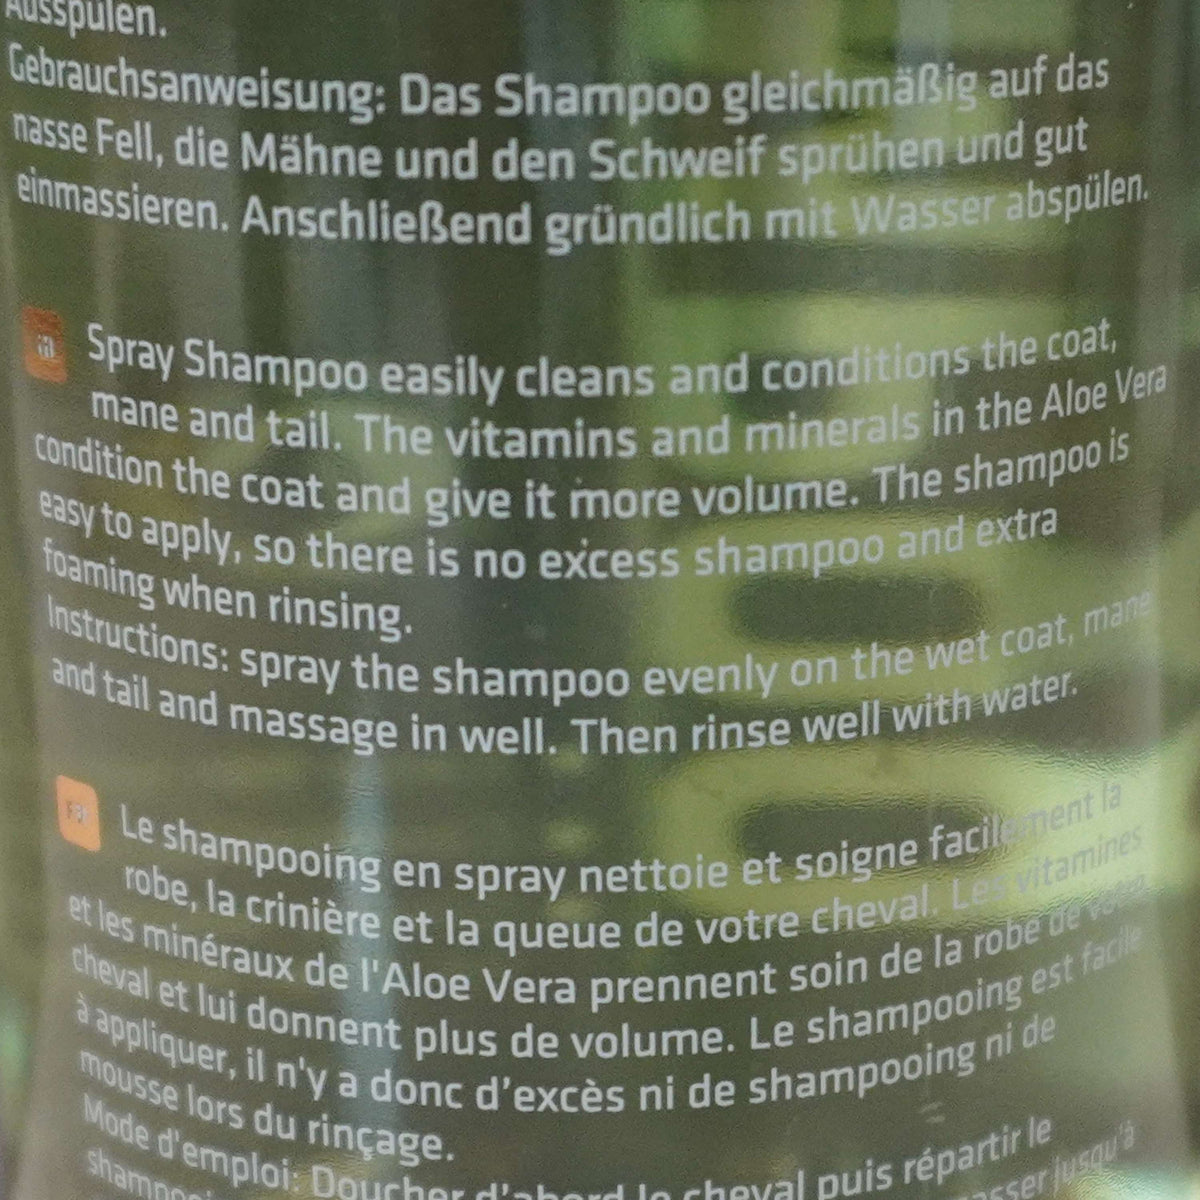 Ausspülen.
Gebrauchsanweisung: Das Shampoo gleichmäßig auf das
nasse Fell, die Mähne und den Schweif sprühen und gut
einmassieren. Anschließend gründlich mit Wasser abspülen.
Spray Shampoo easily cleans and conditions the coat,
mane and tail. The vitamins and minerals in the Aloe Vera
condition the coat and give it more volume. The shampoo is
easy to apply, so there is no excess shampoo and extra
foaming when rinsing.
Instructions: spray the shampoo evenly on the wet coat, mane
and tail and massage in well. Then rinse well with water.
Le shampooing en spray nettoie et soigne facilement la
robe, la crinière et la queue de votre cheval. Les vitamines
et les minéraux de l'Aloe Vera prennent soin de la robe de votre
cheval et lui donnent plus de volume. Le shampooing est facile
à appliquer, il n'y a donc d'excès ni de shampooing ni de
mousse lors du rinçage.
Mode d'emploi: Doucher d'abord le cheval puis répartir le
jusqu'à